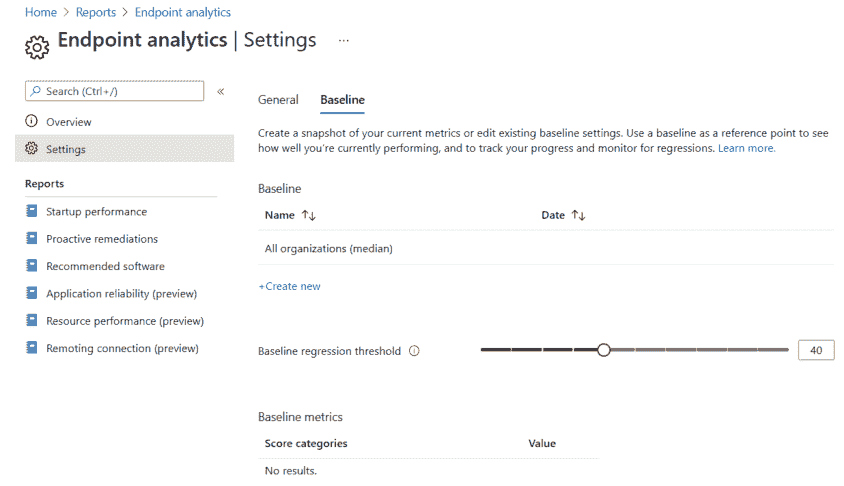 Home > Reports > Endpoint analytics
Endpoint analytics | Settings ...
Search (Ctrl+/) «
Overview
Settings
Reports
Startup performance
Proactive remediations
Recommended software
Application reliability (preview)
Resource performance (preview)
Remoting connection (preview)
General Baseline
Create a snapshot of your current metrics or edit existing baseline settings. Use a baseline as a reference point to see
how well you're currently performing, and to track your progress and monitor for regressions. Learn more.
Baseline
Name ↑↓ Date ↑↓
All organizations (median)
+Create new
Baseline regression threshold 40
Baseline metrics
Score categories Value
No results.